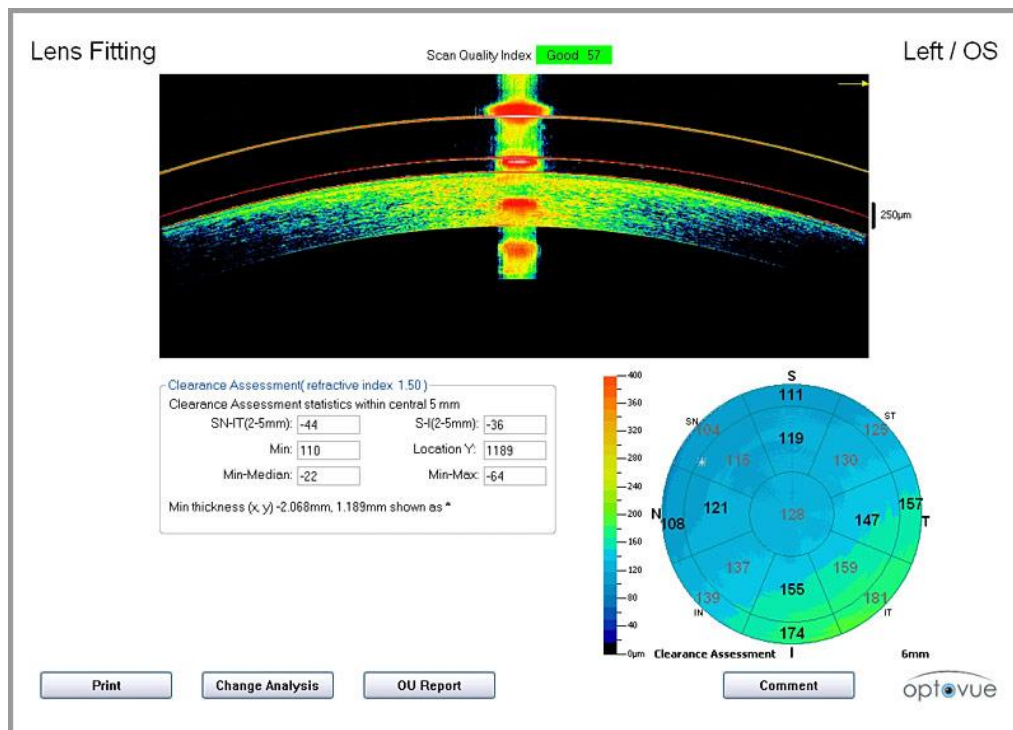 Lens Fitting
Scan Quality Index Good 57
Left / OS
250µm
Clearance Assessment( refractive index 1.50 )
Clearance Assessment statistics within central 5 mm
SN-IT(2-5mm): -44 S-I(2-5mm): -36
Min: 110 Location Y: 1189
Min-Median: -22 Min-Max: -64
Min thickness (x, y) -2.068mm, 1.189mm shown as *
400
360
320
280
240
200
160
120
80
40
0µm
S
111
SN ST
104 125
119
115 130
N 108 121 128 147 157 T
137 159
155
139 181
IN IT
174
Clearance Assessment I 6mm
Print Change Analysis OU Report Comment
optovue